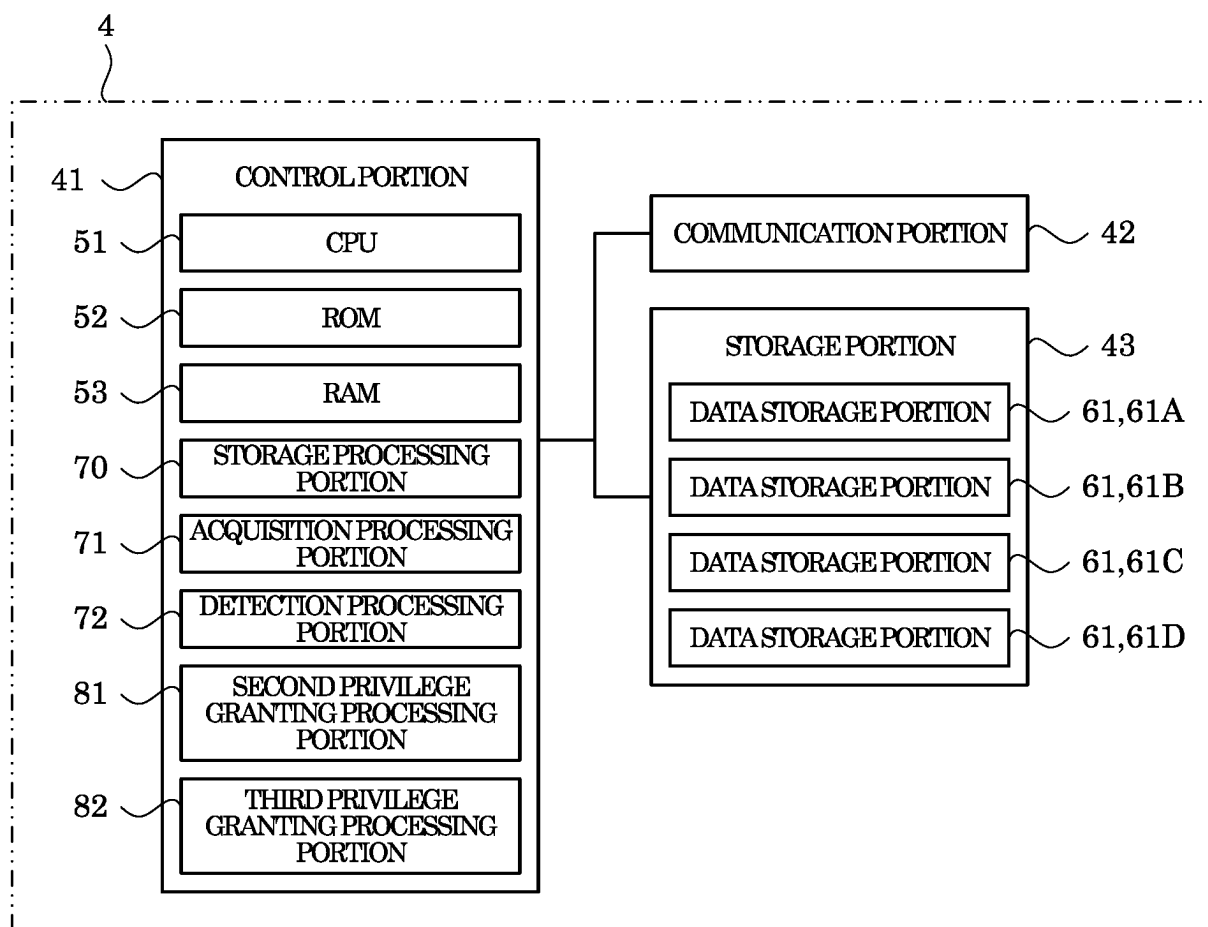 4
41
CONTROL PORTION
51
CPU
52
ROM
53
RAM
70
STORAGE PROCESSING
PORTION
71
ACQUISITION PROCESSING
PORTION
72
DETECTION PROCESSING
PORTION
81
SECOND PRIVILEGE
GRANTING PROCESSING
PORTION
82
THIRD PRIVILEGE
GRANTING PROCESSING
PORTION
COMMUNICATION PORTION
42
STORAGE PORTION
43
DATA STORAGE PORTION
61,61A
DATA STORAGE PORTION
61,61B
DATA STORAGE PORTION
61,61C
DATA STORAGE PORTION
61,61D